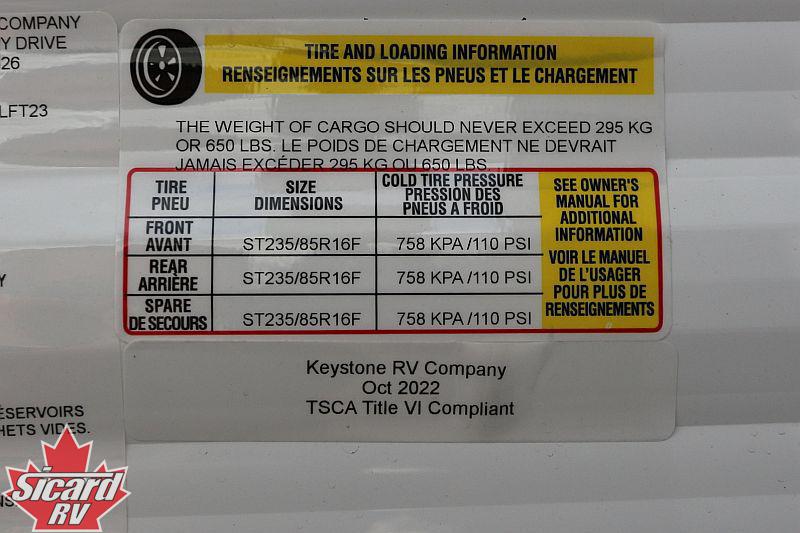 COMPANY
Y DRIVE
26
LFT23
TIRE AND LOADING INFORMATION
RENSEIGNEMENTS SUR LES PNEUS ET LE CHARGEMENT
THE WEIGHT OF CARGO SHOULD NEVER EXCEED 295 KG
OR 650 LBS. LE POIDS DE CHARGEMENT NE DEVRAIT
JAMAIS EXCÉDER 295 KG OU 650 LBS.
TIRE
PNEU
SIZE
DIMENSIONS
COLD TIRE PRESSURE
PRESSION DES
PNEUS A FROID
FRONT
AVANT
ST235/85R16F
758 KPA /110 PSI
REAR
ARRIÈRE
ST235/85R16F
758 KPA /110 PSI
SPARE
DE SECOURS
ST235/85R16F
758 KPA /110 PSI
SEE OWNER'S
MANUAL FOR
ADDITIONAL
INFORMATION
VOIR LE MANUEL
DE L'USAGER
POUR PLUS DE
RENSEIGNEMENTS
Keystone RV Company
Oct 2022
TSCA Title VI Compliant
Y
ÉSERVOIRS
HETS VIDES.
NS.
Sicard
RV